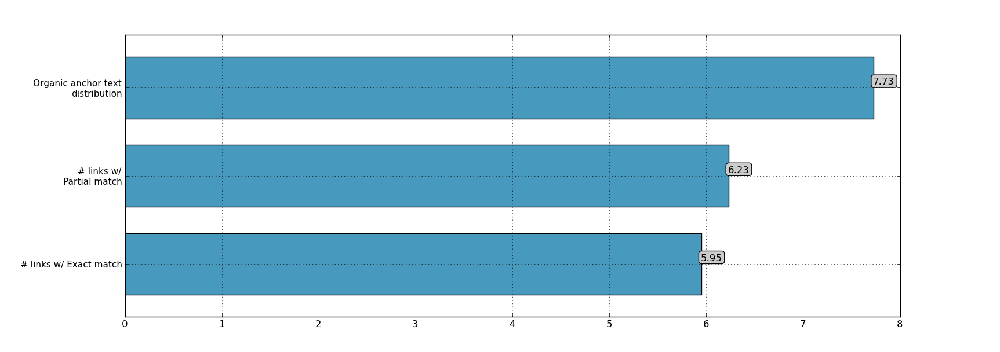 Organic anchor text
distribution
7.73
# links w/
Partial match
6.23
# links w/ Exact match
5.95
0 1 2 3 4 5 6 7 8